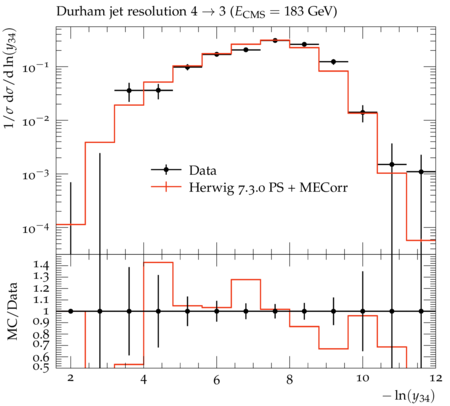 Durham jet resolution 4 → 3 (E_CMS = 183 GeV)
1/σ dσ/d ln(y_34)
10^−1
10^−2
10^−3
10^−4
Data
Herwig 7.3.0 PS + MECorr
MC/Data
1.4
1.3
1.2
1.1
1
0.9
0.8
0.7
0.6
0.5
2 4 6 8 10 12
− ln(y_34)